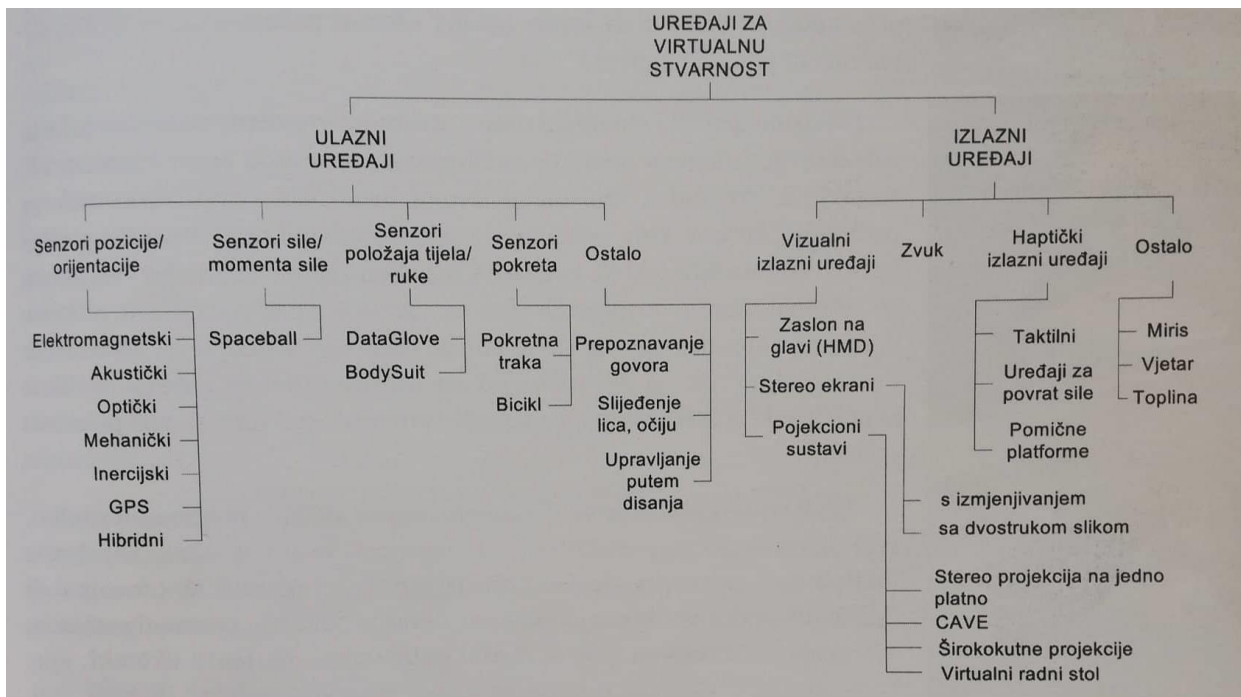 UREĐAJI ZA
VIRTUALNU
STVARNOST
ULAZNI
UREĐAJI
IZLAZNI
UREĐAJI
Senzori pozicije/
orijentacije
Senzori sile/
momenta sile
Senzori
položaja tijela/
ruke
Senzori
pokreta
Ostalo
Vizualni
izlazni uređaji
Zvuk
Haptički
izlazni uređaji
Ostalo
Elektromagnetski
Akustički
Optički
Mehanički
Inercijski
GPS
Hibridni
Spaceball
DataGlove
BodySuit
Pokretna
traka
Bicikl
Prepoznavanje
govora
Slijeđenje
lica, očiju
Upravljanje
putem
disanja
Zaslon na
glavi (HMD)
Stereo ekrani
Pojekcioni
sustavi
s izmjenjivanjem
sa dvostrukom slikom
Stereo projekcija na jedno
platno
CAVE
Širokokutne projekcije
Virtualni radni stol
Taktilni
Uređaji za
povrat sile
Pomične
platforme
Miris
Vjetar
Toplina